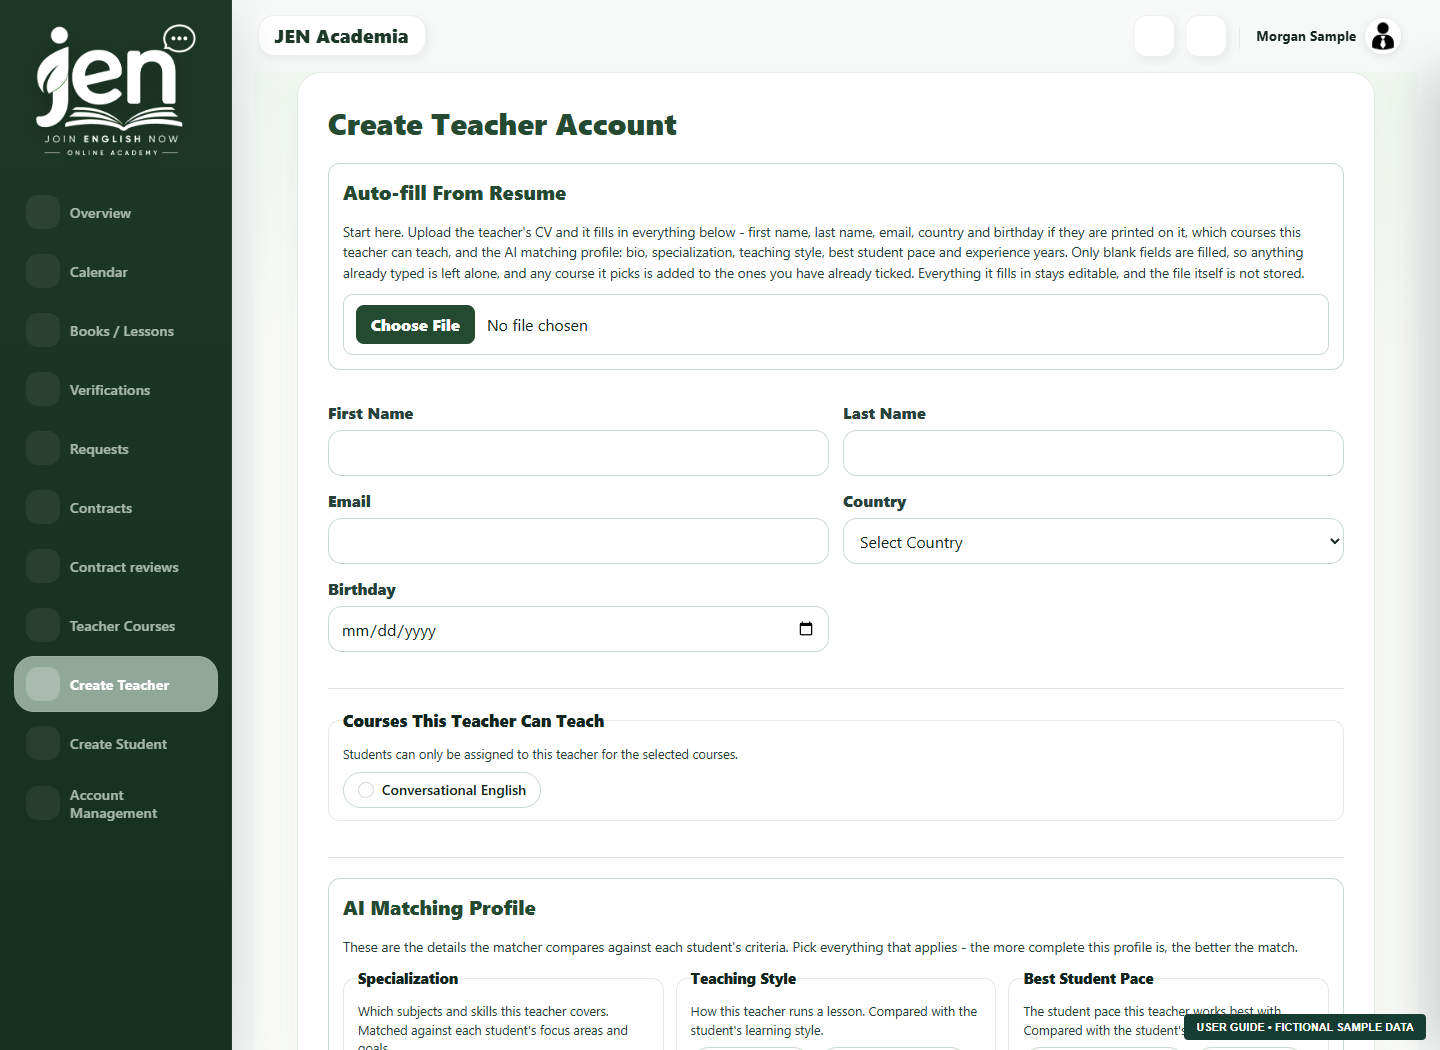 jen
JOIN ENGLISH NOW
ONLINE ACADEMY
Overview
Calendar
Books / Lessons
Verifications
Requests
Contracts
Contract reviews
Teacher Courses
Create Teacher
Create Student
Account
Management
JEN Academia
Morgan Sample
Create Teacher Account
Auto-fill From Resume
Start here. Upload the teacher's CV and it fills in everything below - first name, last name, email, country and birthday if they are printed on it, which courses this
teacher can teach, and the AI matching profile: bio, specialization, teaching style, best student pace and experience years. Only blank fields are filled, so anything
already typed is left alone, and any course it picks is added to the ones you have already ticked. Everything it fills in stays editable, and the file itself is not stored.
Choose File No file chosen
First Name
Last Name
Email
Country
Select Country
Birthday
mm/dd/yyyy
Courses This Teacher Can Teach
Students can only be assigned to this teacher for the selected courses.
Conversational English
AI Matching Profile
These are the details the matcher compares against each student's criteria. Pick everything that applies - the more complete this profile is, the better the match.
Specialization
Which subjects and skills this teacher covers.
Matched against each student's focus areas and
goals.
Teaching Style
How this teacher runs a lesson. Compared with the
student's learning style.
Best Student Pace
The student pace this teacher works best with.
Compared with the student's
USER GUIDE • FICTIONAL SAMPLE DATA